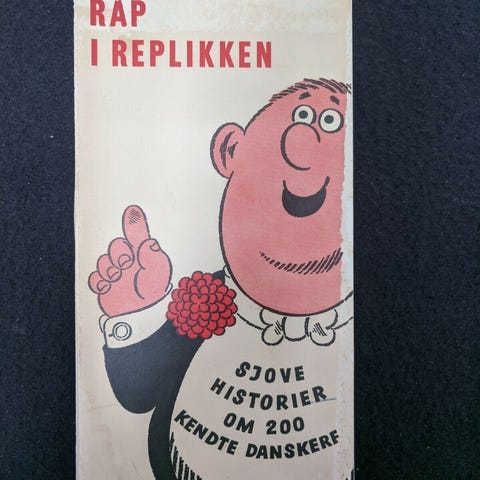 RAP
I REPLIKKEN
SJOVE
HISTORIER
OM 200
KENDTE DANSKERE